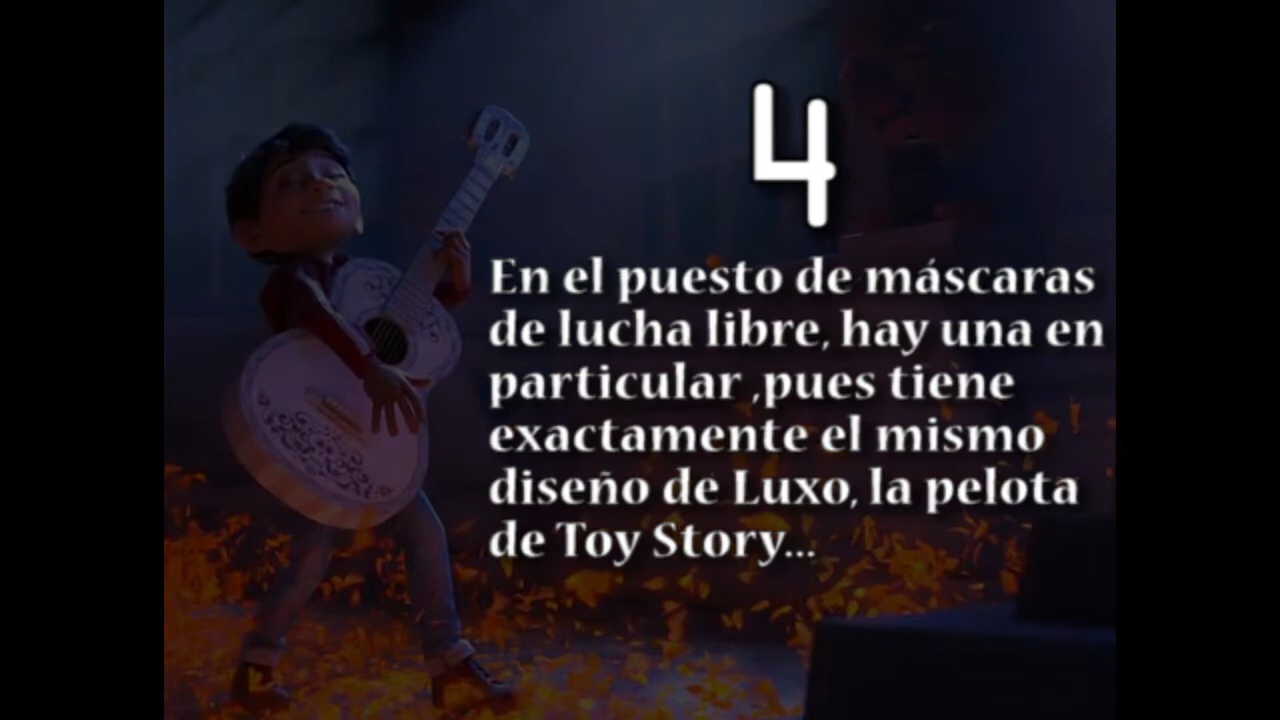 4
En el puesto de máscaras
de lucha libre, hay una en
particular ,pues tiene
exactamente el mismo
diseño de Luxo, la pelota
de Toy Story...